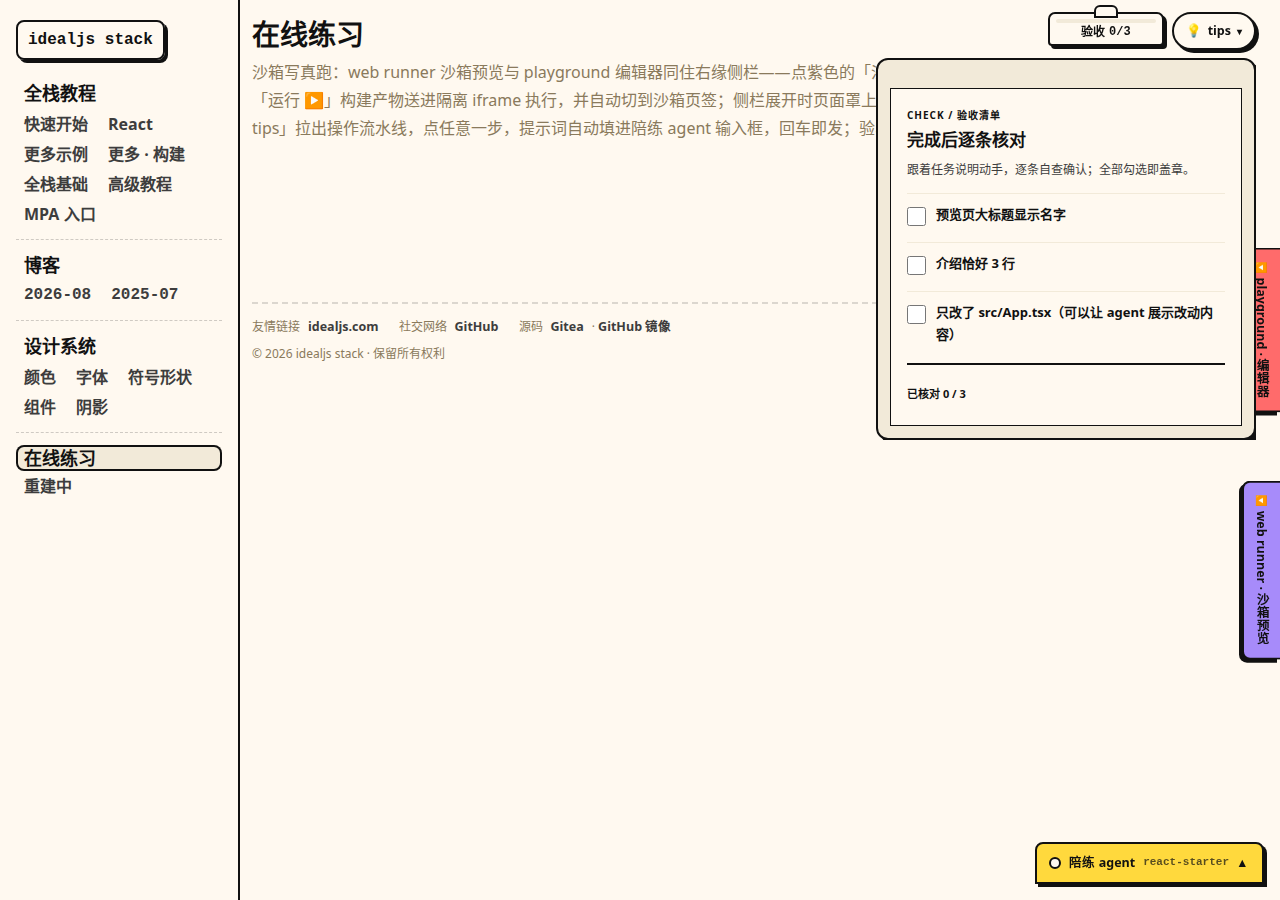 idealjs stack
全栈教程
快速开始 React
更多示例 更多 · 构建
全栈基础 高级教程
MPA 入口
博客
2026-08 2025-07
设计系统
颜色 字体 符号形状
组件 阴影
在线练习
重建中
在线练习
沙箱写真跑：web runner 沙箱预览与 playground 编辑器同住右缘侧栏——点紫色的「
「运行 ▶️」构建产物送进隔离 iframe 执行，并自动切到沙箱页签；侧栏展开时页面罩上
tips」拉出操作流水线，点任意一步，提示词自动填进陪练 agent 输入框，回车即发；验
友情链接 idealjs.com 社交网络 GitHub 源码 Gitea · GitHub 镜像
© 2026 idealjs stack · 保留所有权利
验收 0/3
💡 tips ▾
CHECK / 验收清单
完成后逐条核对
跟着任务说明动手，逐条自查确认；全部勾选即盖章。
预览页大标题显示名字
介绍恰好 3 行
只改了 src/App.tsx（可以让 agent 展示改动内
容）
已核对 0 / 3
◀️ playground · 编辑器
◀️ web runner · 沙箱预览
陪练 agent react-starter ▲